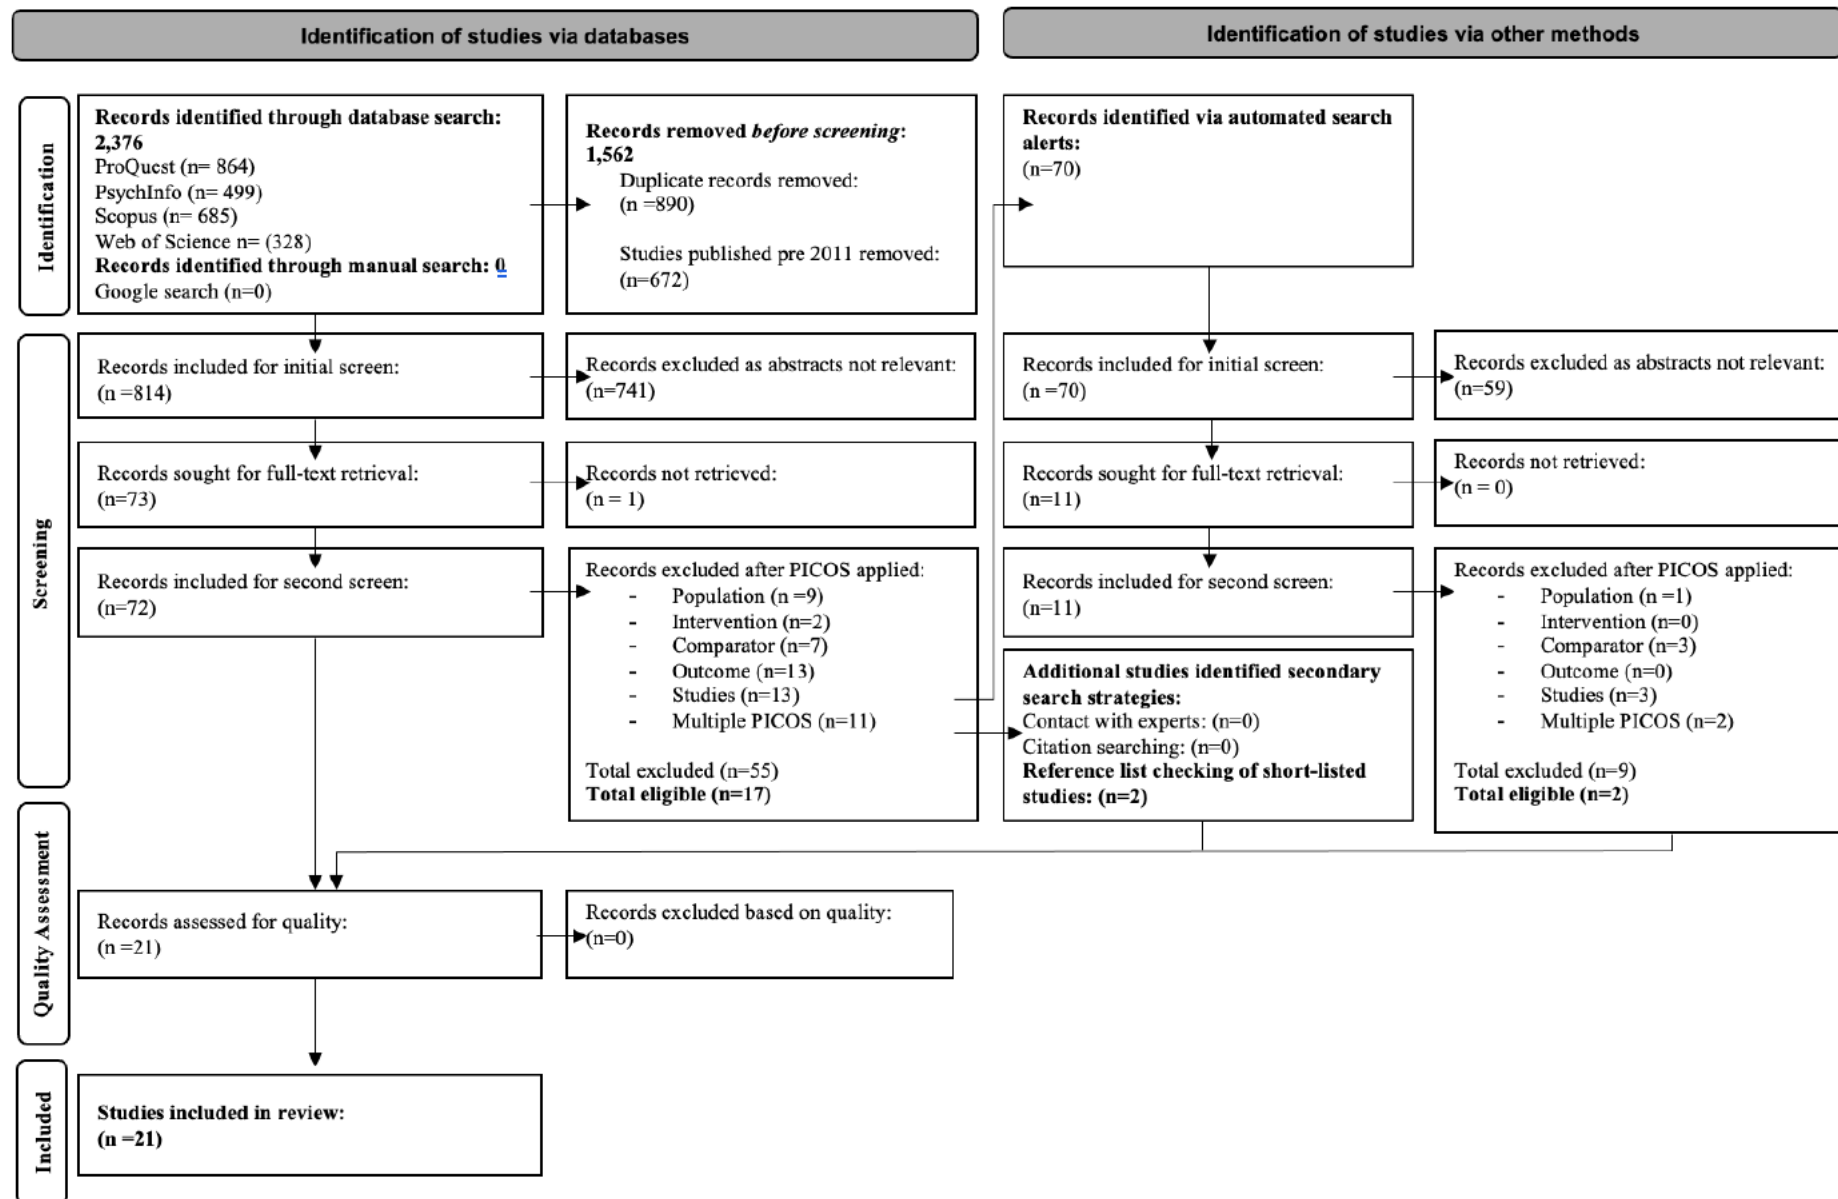 Identification of studies via databases
Identification of studies via other methods
Identification
Records identified through database search:
2,376
ProQuest (n= 864)
PsychInfo (n= 499)
Scopus (n= 685)
Web of Science n= (328)
Records identified through manual search: 0
Google search (n=0)
Records removed before screening:
1,562
Duplicate records removed:
(n =890)
Studies published pre 2011 removed:
(n=672)
Records identified via automated search
alerts:
(n=70)
Screening
Records included for initial screen:
(n =814)
Records excluded as abstracts not relevant:
(n=741)
Records included for initial screen:
(n =70)
Records excluded as abstracts not relevant:
(n=59)
Records sought for full-text retrieval:
(n=73)
Records not retrieved:
(n = 1)
Records sought for full-text retrieval:
(n=11)
Records not retrieved:
(n = 0)
Records included for second screen:
(n=72)
Records excluded after PICOS applied:
- Population (n =9)
- Intervention (n=2)
- Comparator (n=7)
- Outcome (n=13)
- Studies (n=13)
- Multiple PICOS (n=11)
Total excluded (n=55)
Total eligible (n=17)
Records included for second screen:
(n=11)
Additional studies identified secondary
search strategies:
Contact with experts: (n=0)
Citation searching: (n=0)
Reference list checking of short-listed
studies: (n=2)
Records excluded after PICOS applied:
- Population (n =1)
- Intervention (n=0)
- Comparator (n=3)
- Outcome (n=0)
- Studies (n=3)
- Multiple PICOS (n=2)
Total excluded (n=9)
Total eligible (n=2)
Quality Assessment
Records assessed for quality:
(n =21)
Records excluded based on quality:
(n=0)
Included
Studies included in review:
(n =21)